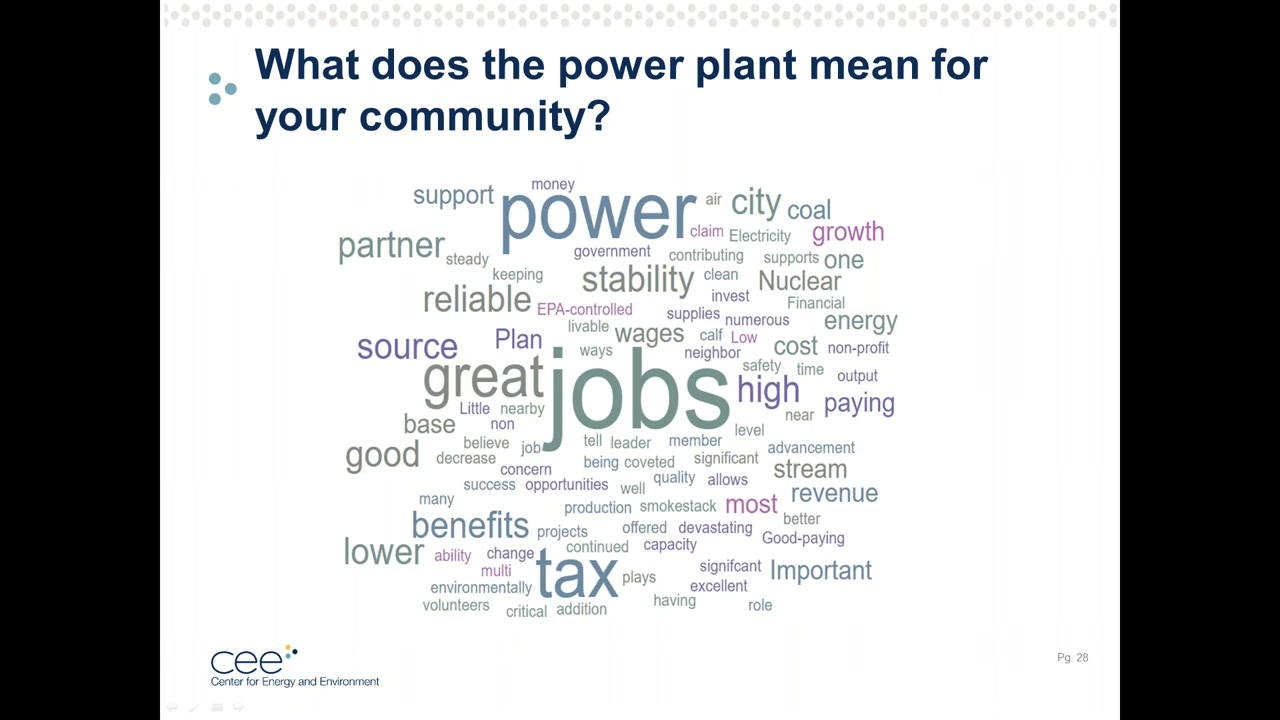 What does the power plant mean for
your community?
money
support
power
air
city
coal
claim
Electricity
growth
partner
steady
government
contributing
supports
one
keeping
stability
clean
Nuclear
reliable
EPA-controlled
invest
Financial
supplies
numerous
energy
livable
wages
calf
Low
source
Plan
ways
neighbor
cost
non-profit
great
jobs
safety
time
output
high
paying
Little
nearby
near
base
non
level
believe
job
tell
leader
member
advancement
good
decrease
concern
being
coveted
significant
stream
success
opportunities
well
quality
allows
revenue
many
production
smokestack
most
better
benefits
projects
offered
devastating
Good-paying
lower
ability
change
continued
capacity
multi
tax
plays
signifcant
Important
environmentally
excellent
volunteers
critical
addition
having
role
cee
Center for Energy and Environment
Pg. 28